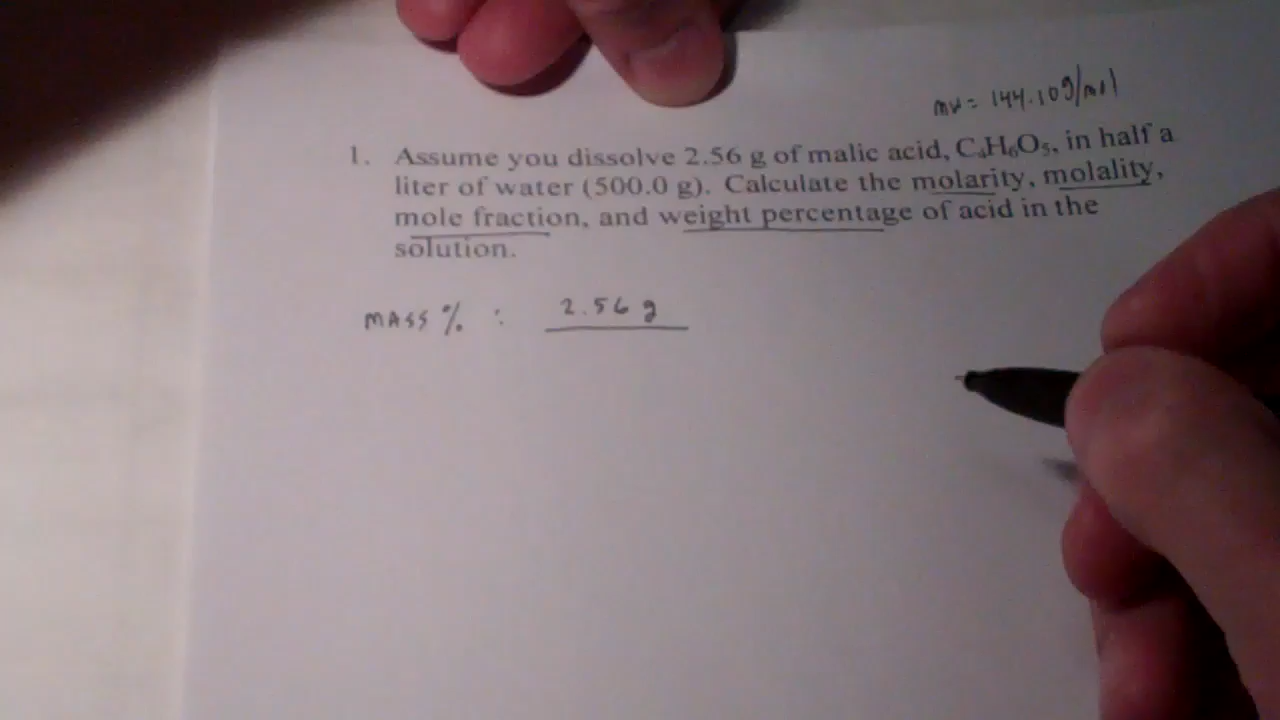 MW = 144.10 g/mol
1. Assume you dissolve 2.56 g of malic acid, C₄H₆O₅, in half a
liter of water (500.0 g). Calculate the molarity, molality,
mole fraction, and weight percentage of acid in the
solution.
MASS % : 2.56 g